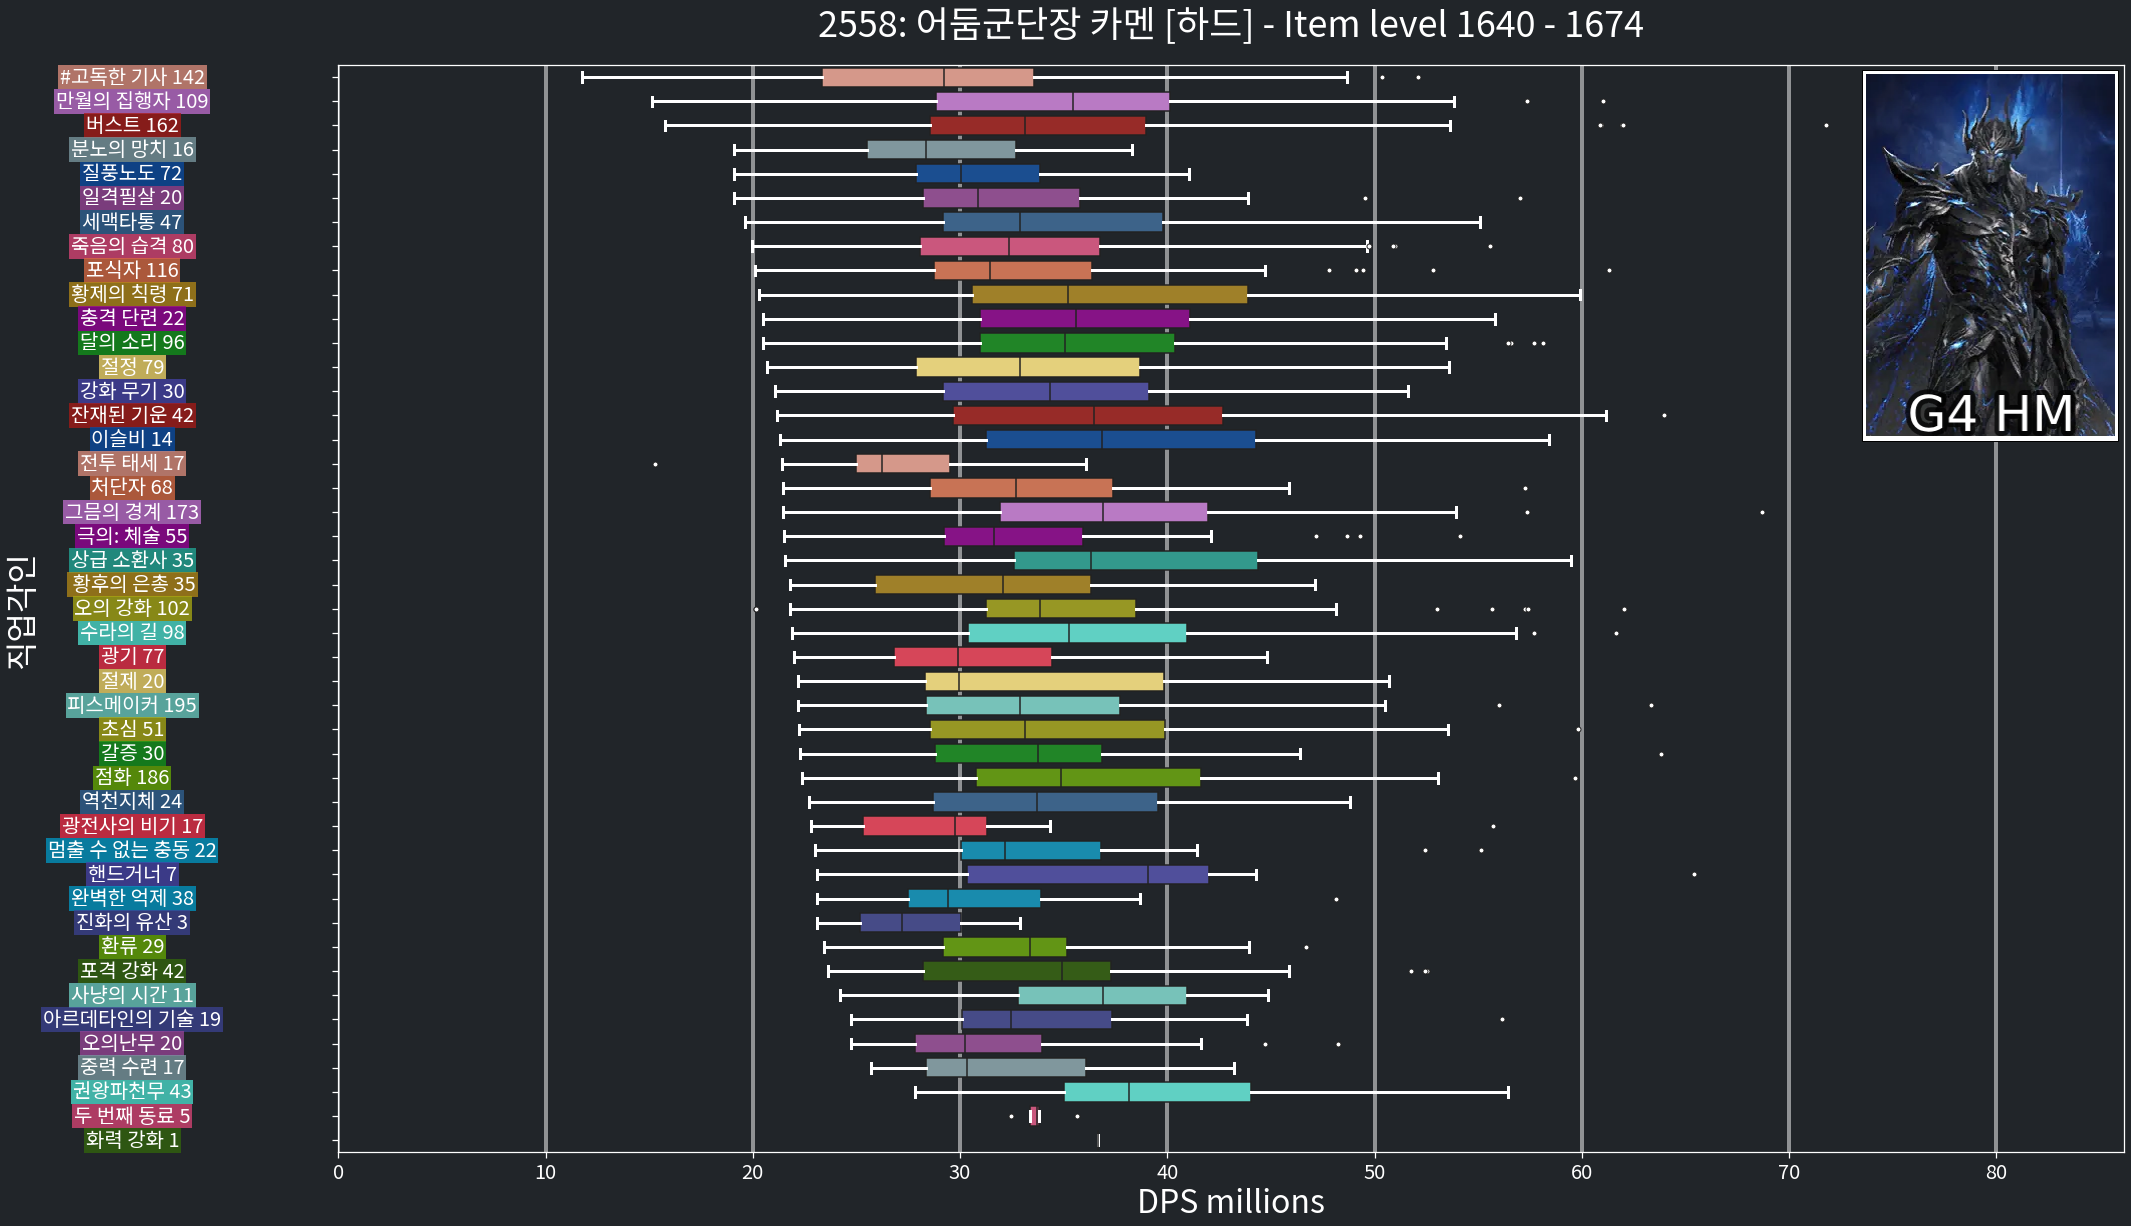 2558: 어둠군단장 카멘 [하드] - Item level 1640 - 1674
#고독한 기사 142
만월의 집행자 109
버스트 162
분노의 망치 16
질풍노도 72
일격필살 20
세맥타통 47
죽음의 습격 80
포식자 116
황제의 칙령 71
충격 단련 22
달의 소리 96
절정 79
강화 무기 30
잔재된 기운 42
이슬비 14
전투 태세 17
처단자 68
그믐의 경계 173
극의: 체술 55
상급 소환사 35
황후의 은총 35
오의 강화 102
수라의 길 98
광기 77
절제 20
피스메이커 195
초심 51
갈증 30
점화 186
역천지체 24
광전사의 비기 17
멈출 수 없는 충동 22
핸드거너 7
완벽한 억제 38
진화의 유산 3
환류 29
포격 강화 42
사냥의 시간 11
아르데타인의 기술 19
오의난무 20
중력 수련 17
권왕파천무 43
두 번째 동료 5
화력 강화 1
직업각인
G4 HM
0 10 20 30 40 50 60 70 80
DPS millions